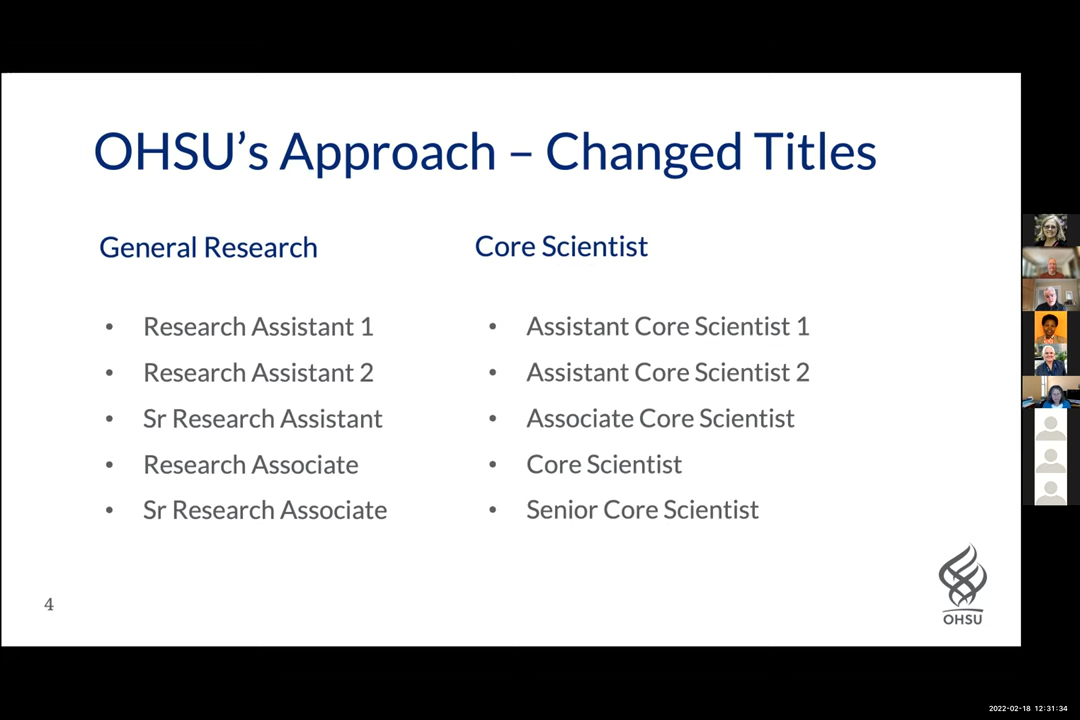 OHSU’s Approach – Changed Titles
General Research
• Research Assistant 1
• Research Assistant 2
• Sr Research Assistant
• Research Associate
• Sr Research Associate
Core Scientist
• Assistant Core Scientist 1
• Assistant Core Scientist 2
• Associate Core Scientist
• Core Scientist
• Senior Core Scientist
4
OHSU
2022-02-18 12:31:34